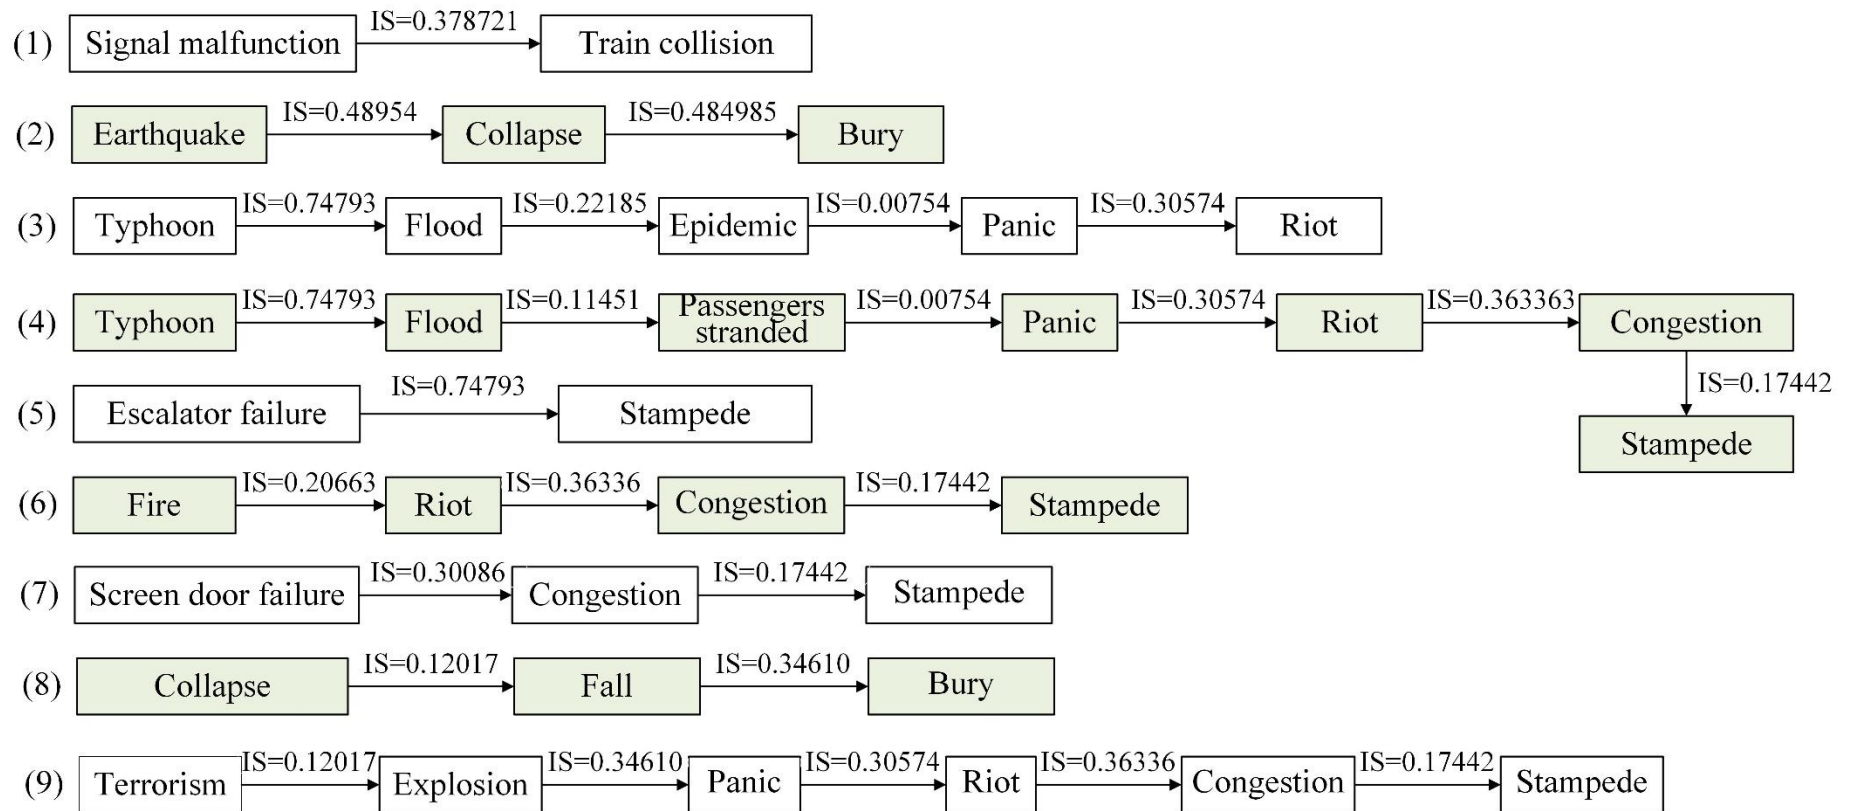 (1) Signal malfunction IS=0.378721 Train collision
(2) Earthquake IS=0.48954 Collapse IS=0.484985 Bury
(3) Typhoon IS=0.74793 Flood IS=0.22185 Epidemic IS=0.00754 Panic IS=0.30574 Riot
(4) Typhoon IS=0.74793 Flood IS=0.11451 Passengers stranded IS=0.00754 Panic IS=0.30574 Riot IS=0.363363 Congestion
IS=0.17442
Stampede
(5) Escalator failure IS=0.74793 Stampede
(6) Fire IS=0.20663 Riot IS=0.36336 Congestion IS=0.17442 Stampede
(7) Screen door failure IS=0.30086 Congestion IS=0.17442 Stampede
(8) Collapse IS=0.12017 Fall IS=0.34610 Bury
(9) Terrorism IS=0.12017 Explosion IS=0.34610 Panic IS=0.30574 Riot IS=0.36336 Congestion IS=0.17442 Stampede